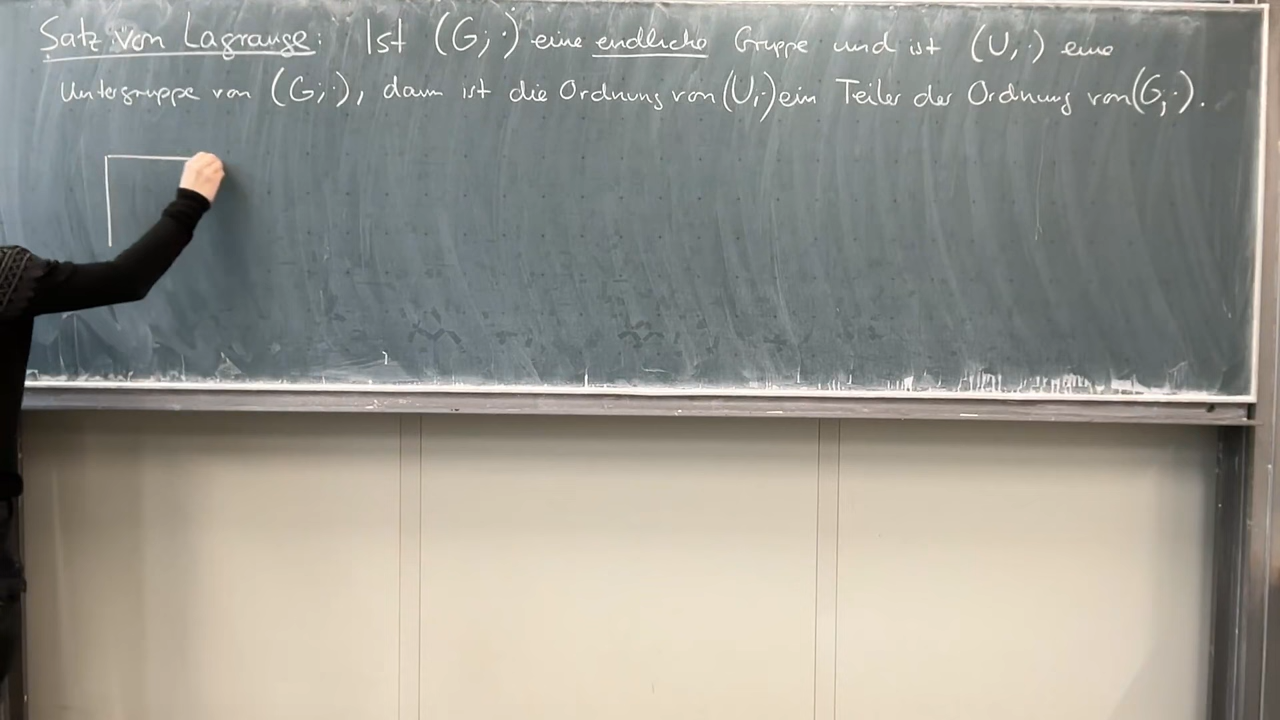 Satz von Lagrange: Ist (G; ·) eine endliche Gruppe und ist (U, ·) eine
Untergruppe von (G; ·), dann ist die Ordnung von (U, ·) ein Teiler der Ordnung von (G; ·).